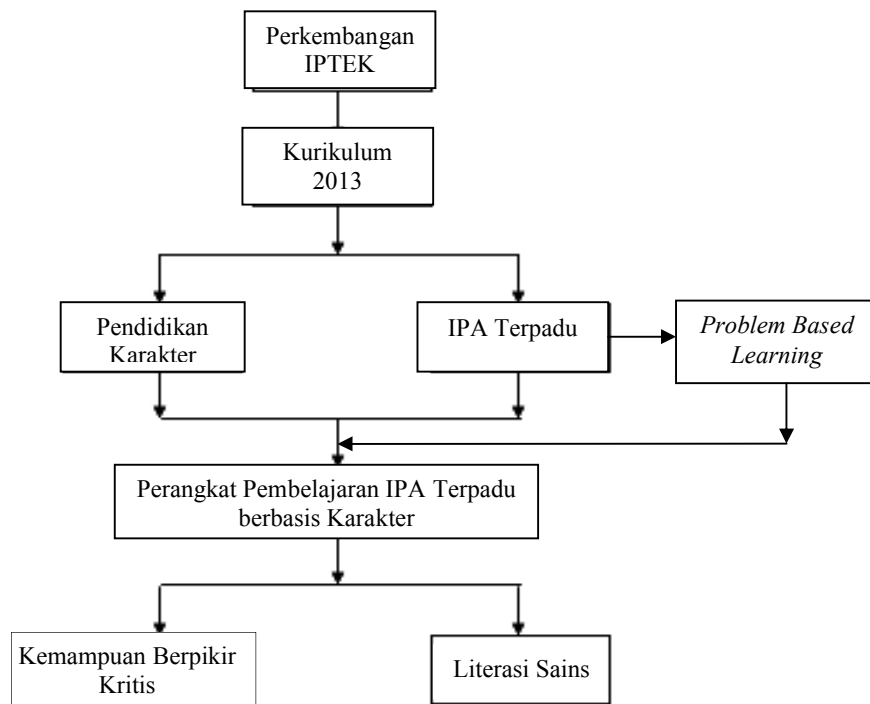 Perkembangan
IPTEK
Kurikulum
2013
Pendidikan
Karakter
IPA Terpadu
Problem Based
Learning
Perangkat Pembelajaran IPA Terpadu
berbasis Karakter
Kemampuan Berpikir
Kritis
Literasi Sains